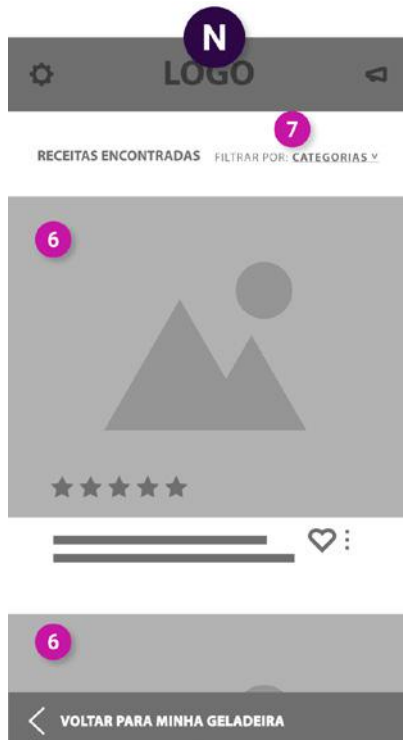 N
LOGO
7
RECEITAS ENCONTRADAS FILTRAR POR: CATEGORIAS
6
6
VOLTAR PARA MINHA GELADEIRA